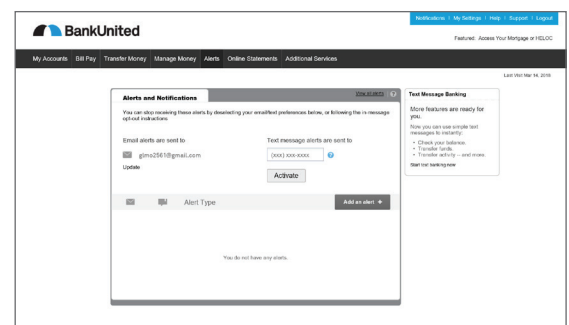 Notifications | My Settings | Help | Support | Logout
BankUnited
Featured: Access Your Mortgage or HELOC
My Accounts Bill Pay Transfer Money Manage Money Alerts Online Statements Additional Services
Last Visit Mar 14, 2018
Alerts and Notifications
View all alerts ?
You can stop receiving these alerts by deselecting your email/text preferences below, or following the in-message
opt-out instructions
Email alerts are sent to
gimo2561@gmail.com
Update
Text message alerts are sent to
(xxx) xxx-xxxx ?
Activate
Alert Type
Add an alert +
You do not have any alerts.
Text Message Banking
More features are ready for
you.
Now you can use simple text
messages to instantly:
• Check your balance.
• Transfer funds.
• Transfer activity -- and more.
Start text banking now